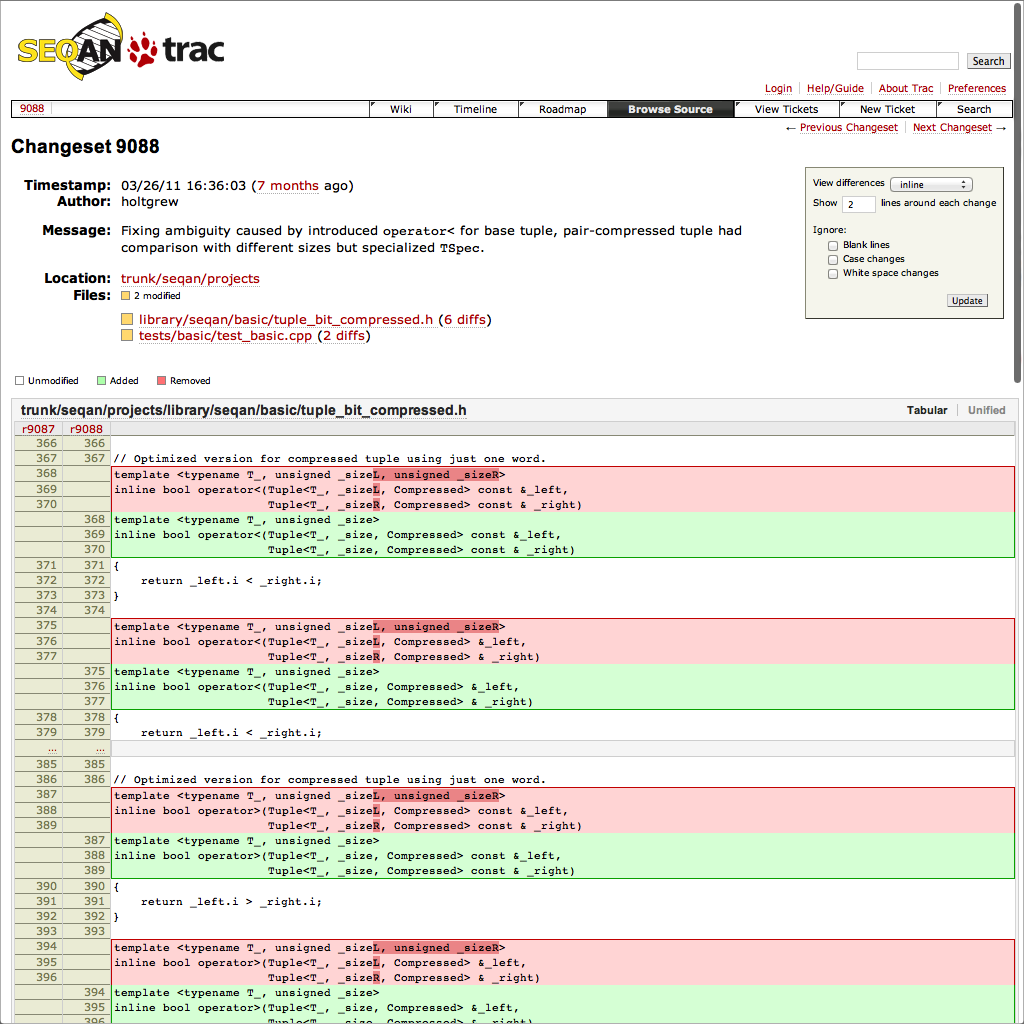 SEQAN trac
Search
Login Help/Guide About Trac Preferences
9088 Wiki Timeline Roadmap Browse Source View Tickets New Ticket Search
← Previous Changeset Next Changeset →
Changeset 9088
Timestamp: 03/26/11 16:36:03 (7 months ago)
Author: holtgrew
Message: Fixing ambiguity caused by introduced operator< for base tuple, pair-compressed tuple had
comparison with different sizes but specialized TSpec.
Location: trunk/seqan/projects
Files: 2 modified
library/seqan/basic/tuple_bit_compressed.h (6 diffs)
tests/basic/test_basic.cpp (2 diffs)
View differences inline
Show 2 lines around each change
Ignore:
Blank lines
Case changes
White space changes
Update
Unmodified Added Removed
trunk/seqan/projects/library/seqan/basic/tuple_bit_compressed.h Tabular Unified
r9087 r9088
366 366
367 367 // Optimized version for compressed tuple using just one word.
368 template <typename T_, unsigned _sizeL, unsigned _sizeR>
369 inline bool operator<(Tuple<T_, _sizeL, Compressed> const &_left,
370 Tuple<T_, _sizeR, Compressed> const & _right)
368 template <typename T_, unsigned _size>
369 inline bool operator<(Tuple<T_, _size, Compressed> const &_left,
370 Tuple<T_, _size, Compressed> const & _right)
371 371 {
372 372 return _left.i < _right.i;
373 373 }
374 374
375 template <typename T_, unsigned _sizeL, unsigned _sizeR>
376 inline bool operator<(Tuple<T_, _sizeL, Compressed> &_left,
377 Tuple<T_, _sizeR, Compressed> & _right)
375 template <typename T_, unsigned _size>
376 inline bool operator<(Tuple<T_, _size, Compressed> &_left,
377 Tuple<T_, _size, Compressed> & _right)
378 378 {
379 379 return _left.i < _right.i;
... ...
385 385
386 386 // Optimized version for compressed tuple using just one word.
387 template <typename T_, unsigned _sizeL, unsigned _sizeR>
388 inline bool operator>(Tuple<T_, _sizeL, Compressed> const &_left,
389 Tuple<T_, _sizeR, Compressed> const & _right)
387 template <typename T_, unsigned _size>
388 inline bool operator>(Tuple<T_, _size, Compressed> const &_left,
389 Tuple<T_, _size, Compressed> const & _right)
390 390 {
391 391 return _left.i > _right.i;
392 392 }
393 393
394 template <typename T_, unsigned _sizeL, unsigned _sizeR>
395 inline bool operator>(Tuple<T_, _sizeL, Compressed> &_left,
396 Tuple<T_, _sizeR, Compressed> & _right)
394 template <typename T_, unsigned _size>
395 inline bool operator>(Tuple<T_, _size, Compressed> &_left,
396 Tuple<T_, _size, Compressed> & _right)